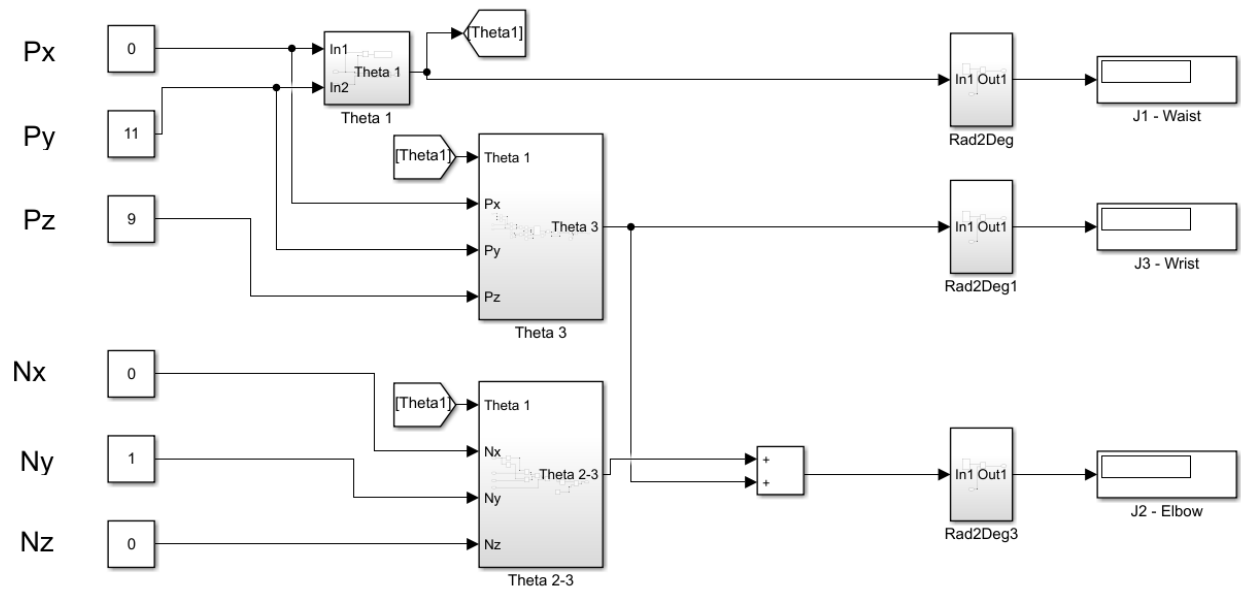 Px
0
In1
In2
Theta 1
Theta 1
[Theta1]
In1 Out1
Rad2Deg
J1 - Waist
Py
11
[Theta1]
Theta 1
Px
Py
Pz
Theta 3
Theta 3
Pz
9
In1 Out1
Rad2Deg1
J3 - Wrist
Nx
0
[Theta1]
Theta 1
Nx
Ny
Nz
Theta 2-3
Theta 2-3
Ny
1
Nz
0
+
+
In1 Out1
Rad2Deg3
J2 - Elbow